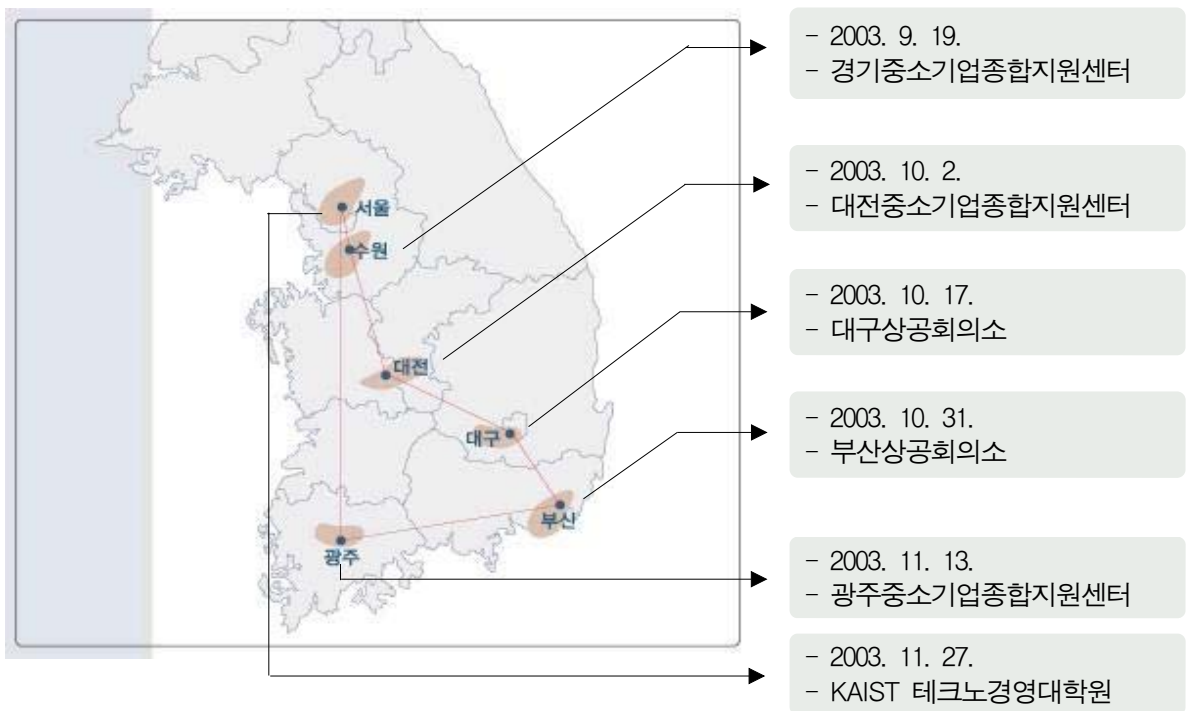 - 2003. 9. 19.
- 경기중소기업종합지원센터
- 2003. 10. 2.
- 대전중소기업종합지원센터
- 2003. 10. 17.
- 대구상공회의소
- 2003. 10. 31.
- 부산상공회의소
- 2003. 11. 13.
- 광주중소기업종합지원센터
- 2003. 11. 27.
- KAIST 테크노경영대학원
서울
수원
대전
대구
부산
광주